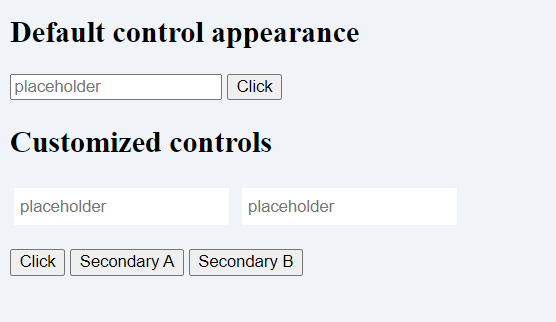 Default control appearance
placeholder Click
Customized controls
placeholder placeholder
Click Secondary A Secondary B